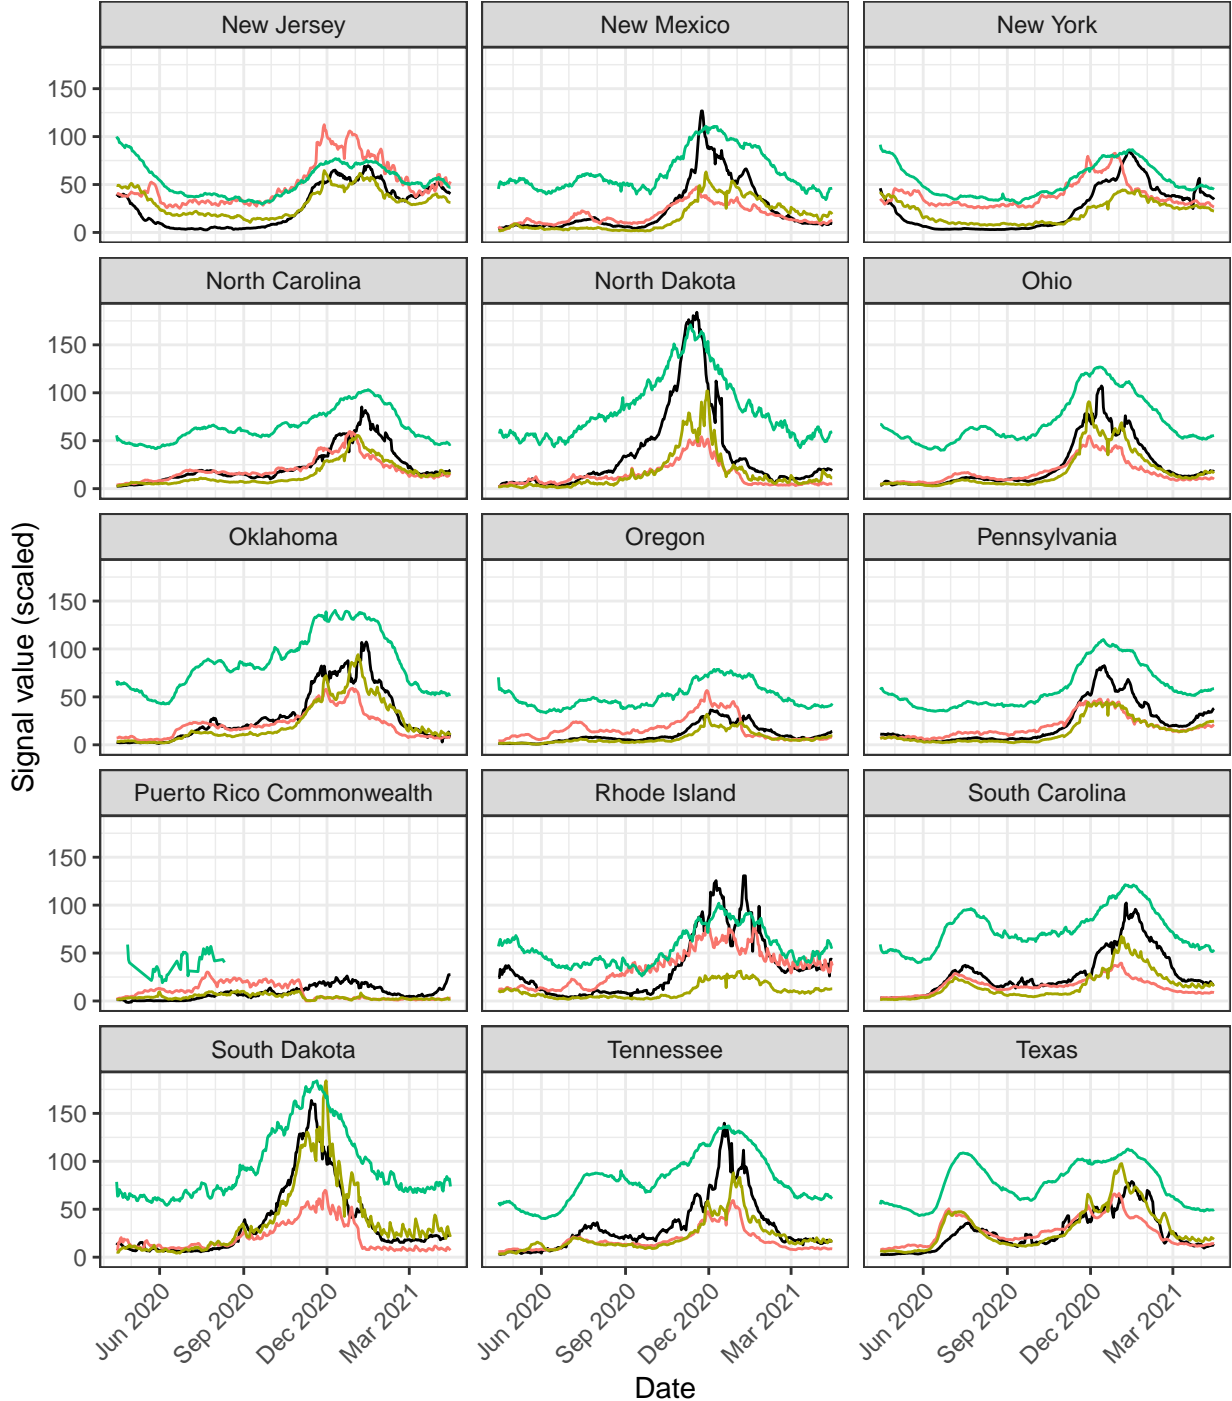 New Jersey New Mexico New York
150
100
50
0
North Carolina North Dakota Ohio
150
100
50
0
Signal value (scaled)
Oklahoma Oregon Pennsylvania
150
100
50
0
Puerto Rico Commonwealth Rhode Island South Carolina
150
100
50
0
South Dakota Tennessee Texas
150
100
50
0
Jun 2020 Sep 2020 Dec 2020 Mar 2021 Jun 2020 Sep 2020 Dec 2020 Mar 2021 Jun 2020 Sep 2020 Dec 2020 Mar 2021
Date